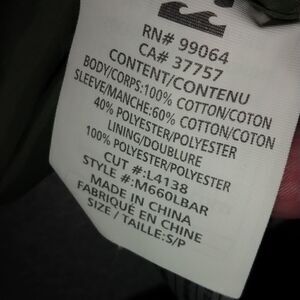 RN# 99064
CA# 37757
CONTENT/CONTENU
BODY/CORPS:100% COTTON/COTON
SLEEVE/MANCHE:60% COTTON/COTON
40% POLYESTER/POLYESTER
LINING/DOUBLURE
100% POLYESTER/POLYESTER
CUT #:L4138
STYLE #:M660LBAR
MADE IN CHINA
FABRIQUÉ EN CHINE
SIZE / TAILLE:S/P